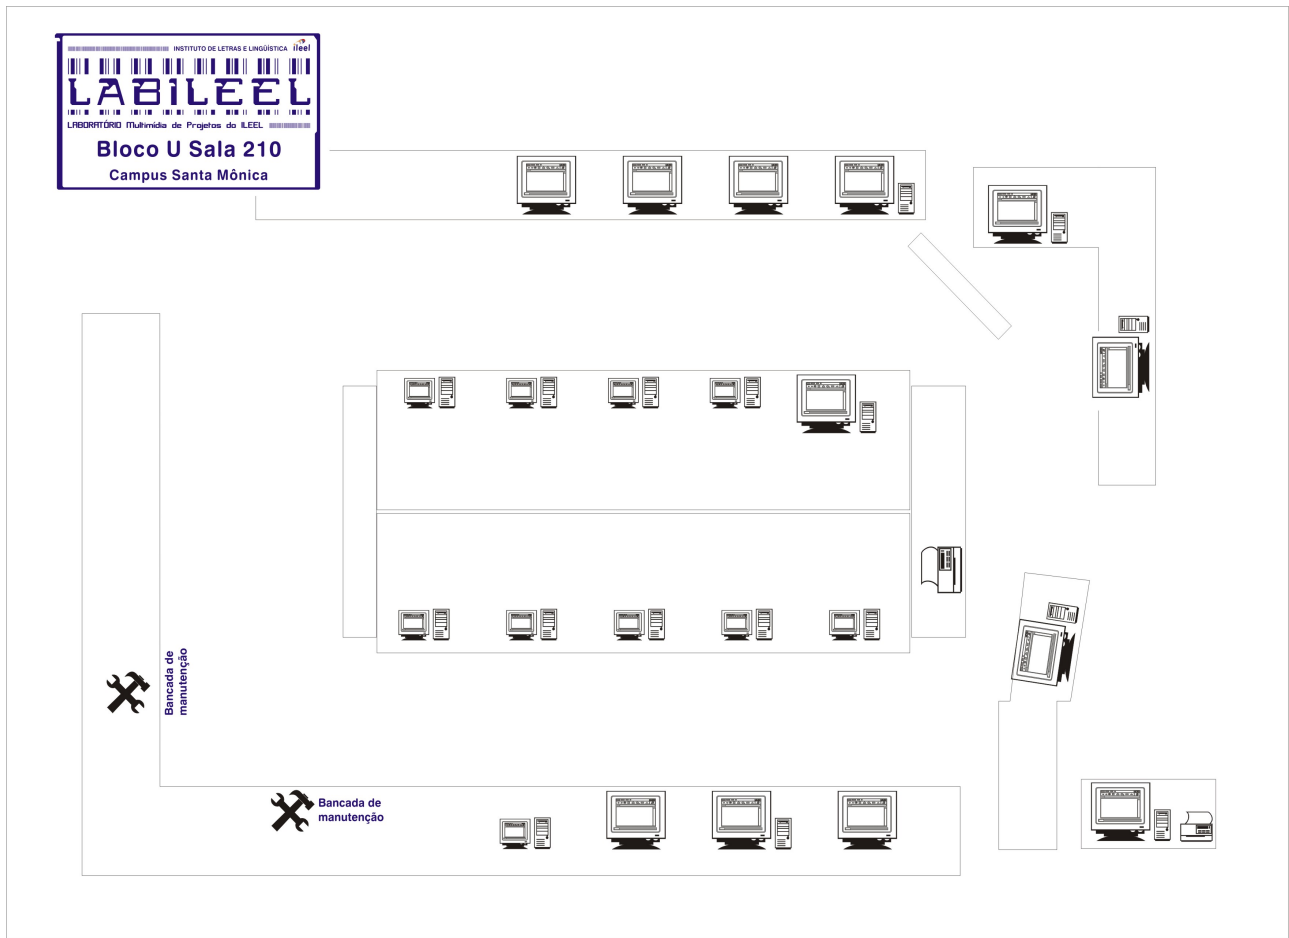 INSTITUTO DE LETRAS E LINGÜÍSTICA ileel
LABILEEL
LABORATÓRIO Multimídia de Projetos do ILEEL
Bloco U Sala 210
Campus Santa Mônica
Bancada de
manutenção
Bancada de
manutenção